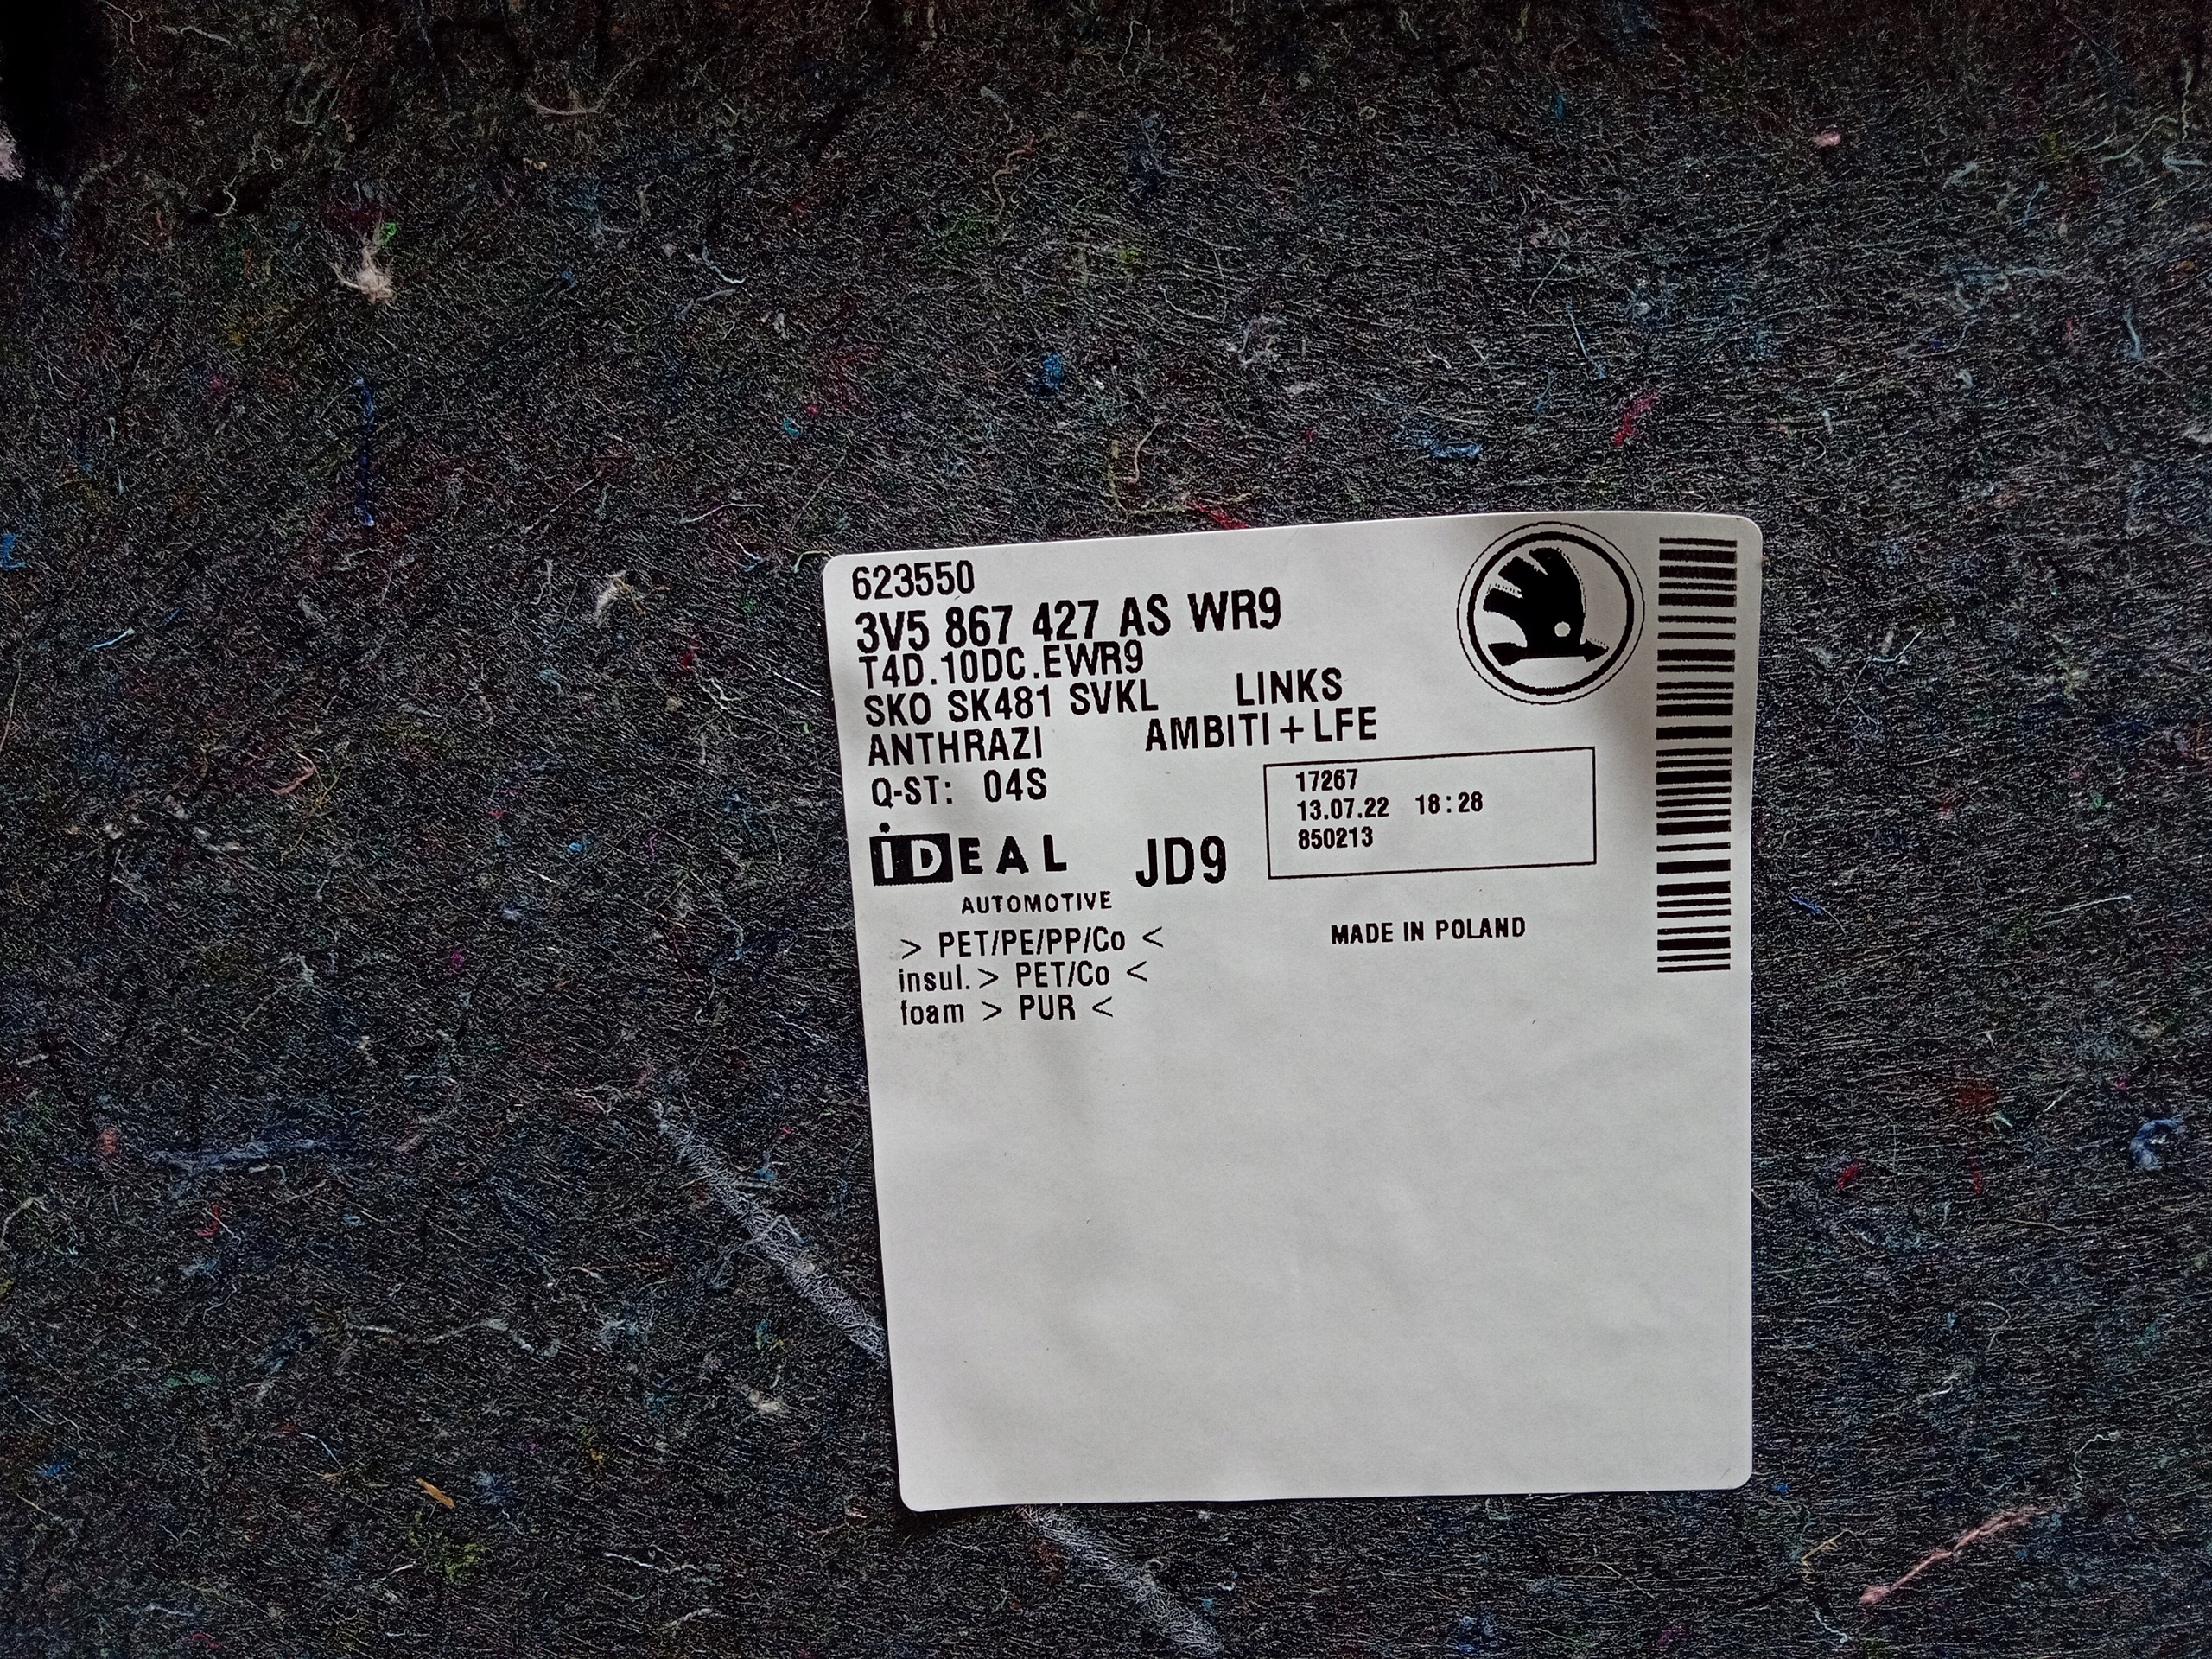 623550
3V5 867 427 AS WR9
T4D.10DC.EWR9
SKO SK481 SVKL LINKS
ANTHRAZI AMBITI+LFE
Q-ST: 04S
17267
13.07.22 18:28
850213
iDEAL JD9
AUTOMOTIVE
> PET/PE/PP/Co <
MADE IN POLAND
insul.> PET/Co <
foam > PUR <